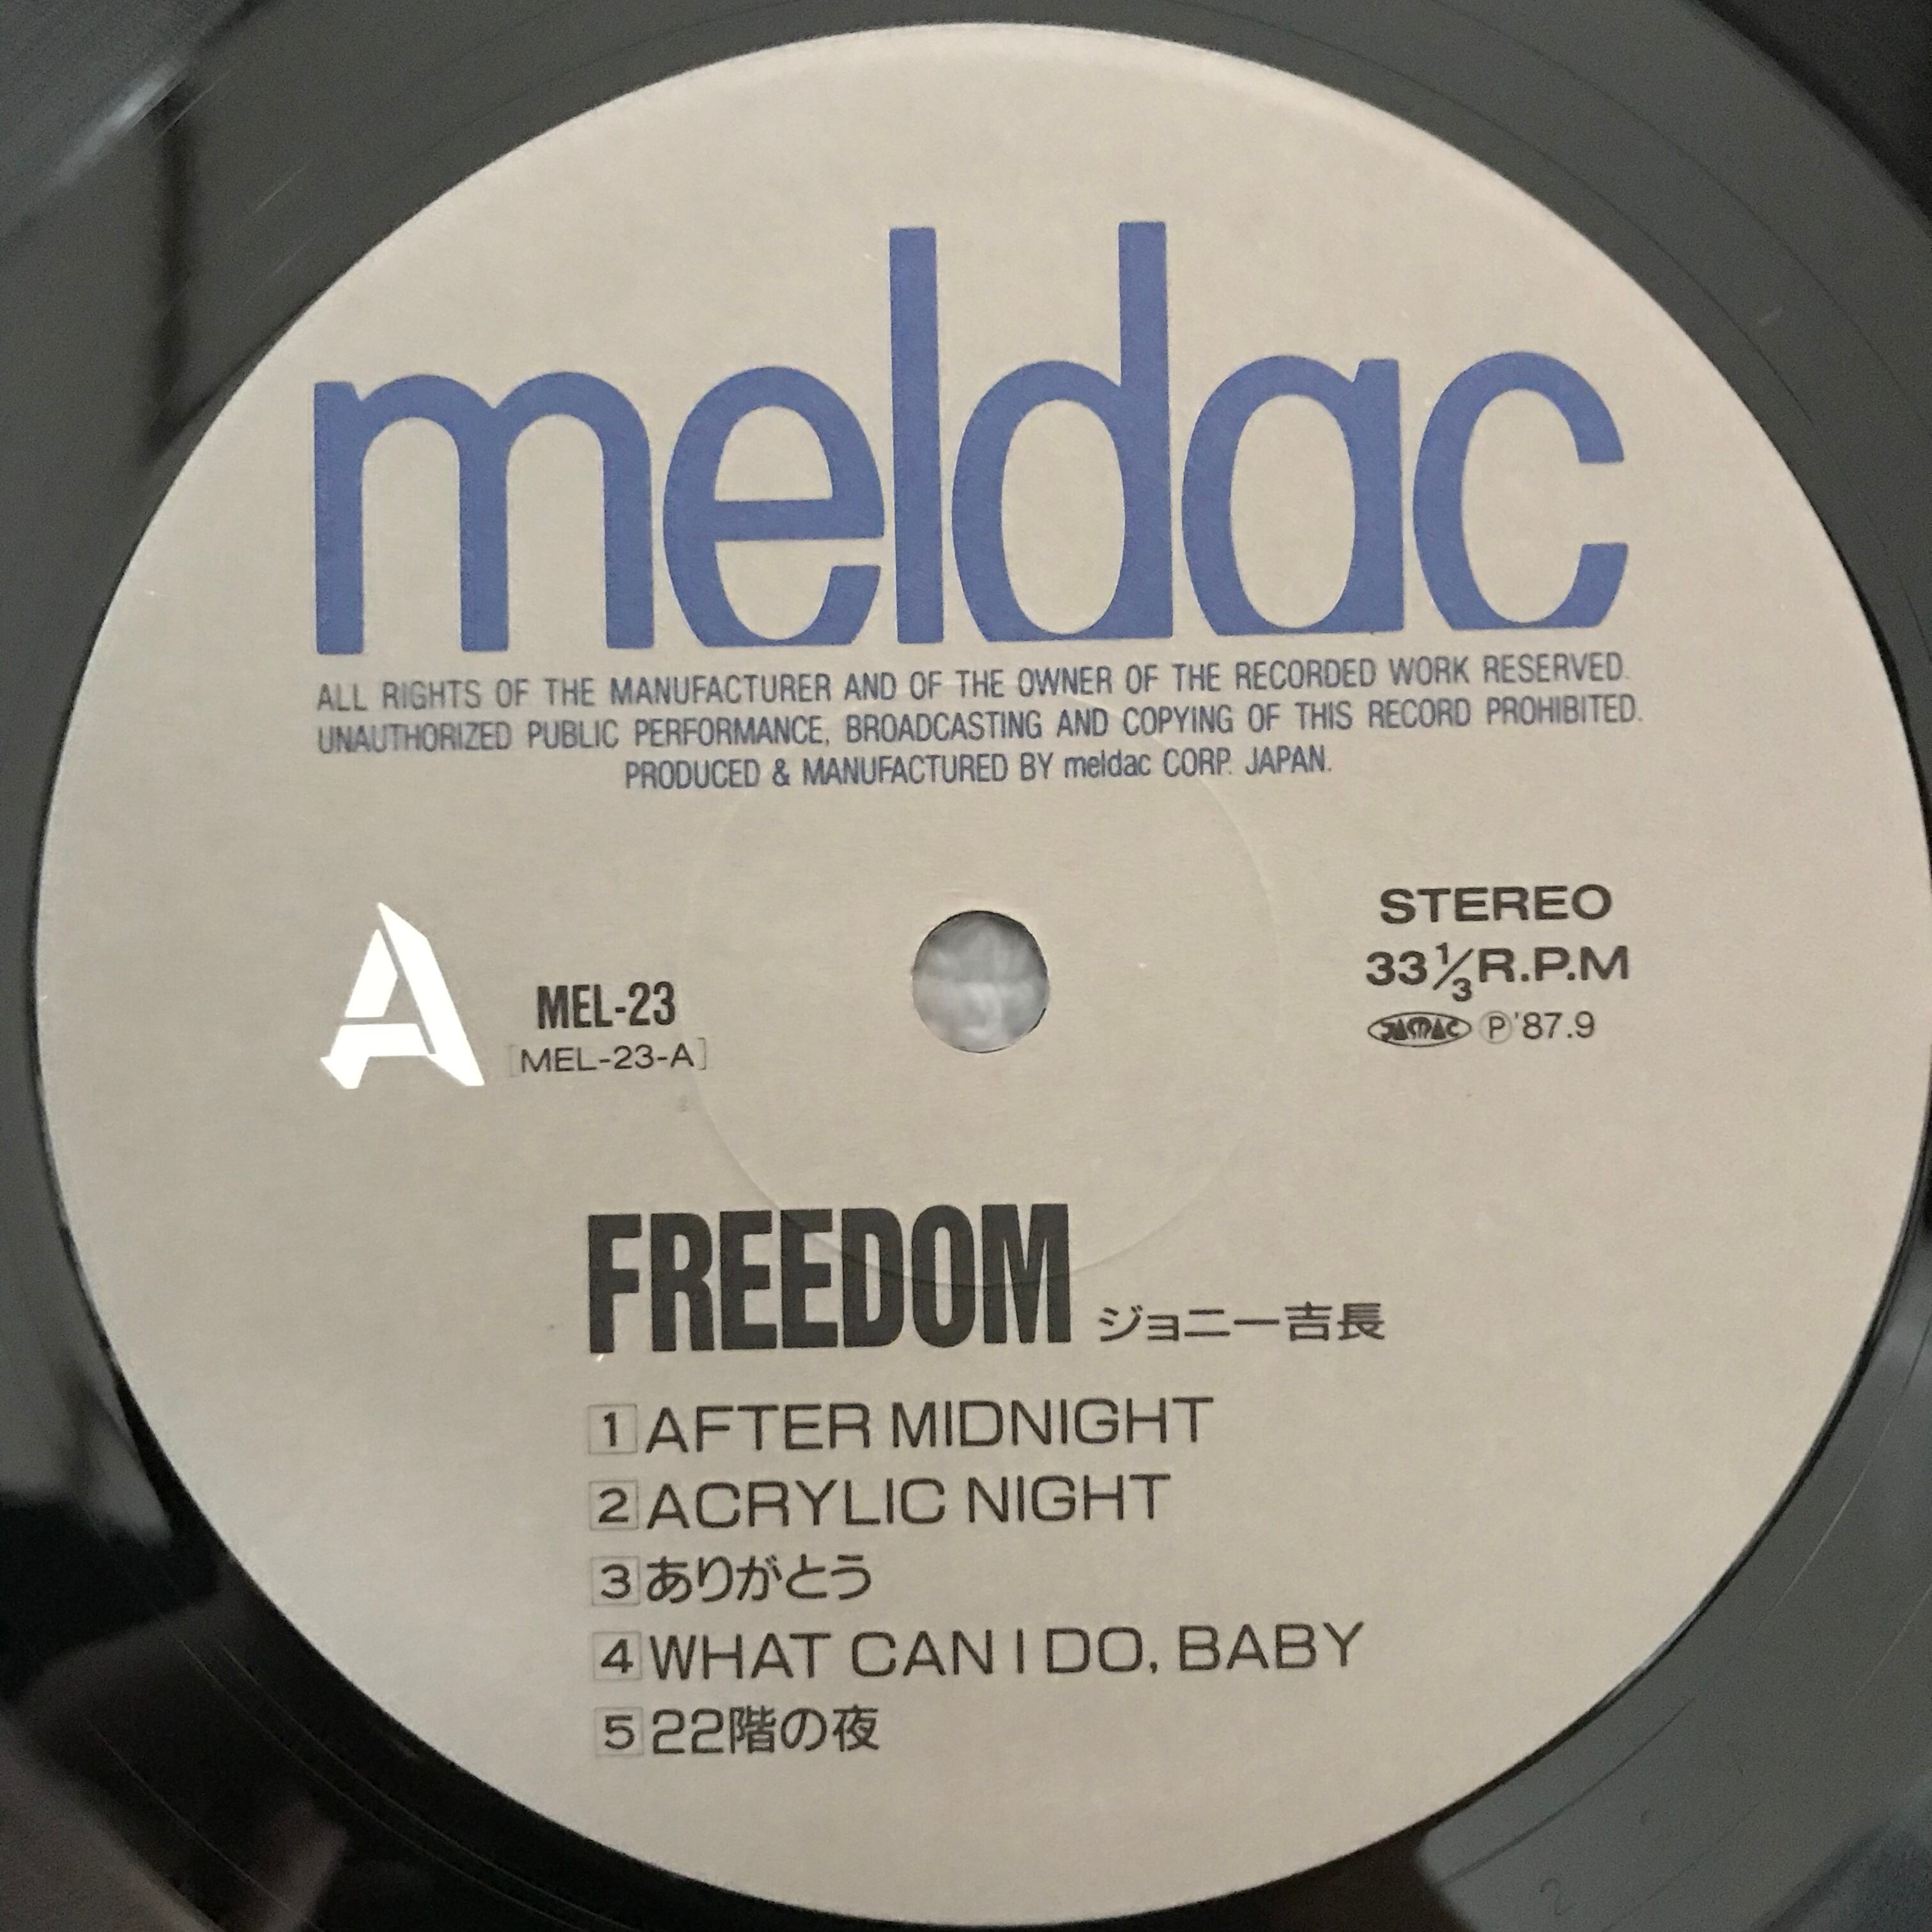 meldac
ALL RIGHTS OF THE MANUFACTURER AND OF THE OWNER OF THE RECORDED WORK RESERVED.
UNAUTHORIZED PUBLIC PERFORMANCE, BROADCASTING AND COPYING OF THIS RECORD PROHIBITED.
PRODUCED & MANUFACTURED BY meldac CORP. JAPAN.
A
MEL-23
[MEL-23-A]
STEREO
33⅓R.P.M
Ⓟ'87.9
FREEDOM ジョニー吉長
1 AFTER MIDNIGHT
2 ACRYLIC NIGHT
3 ありがとう
4 WHAT CAN I DO, BABY
5 22階の夜